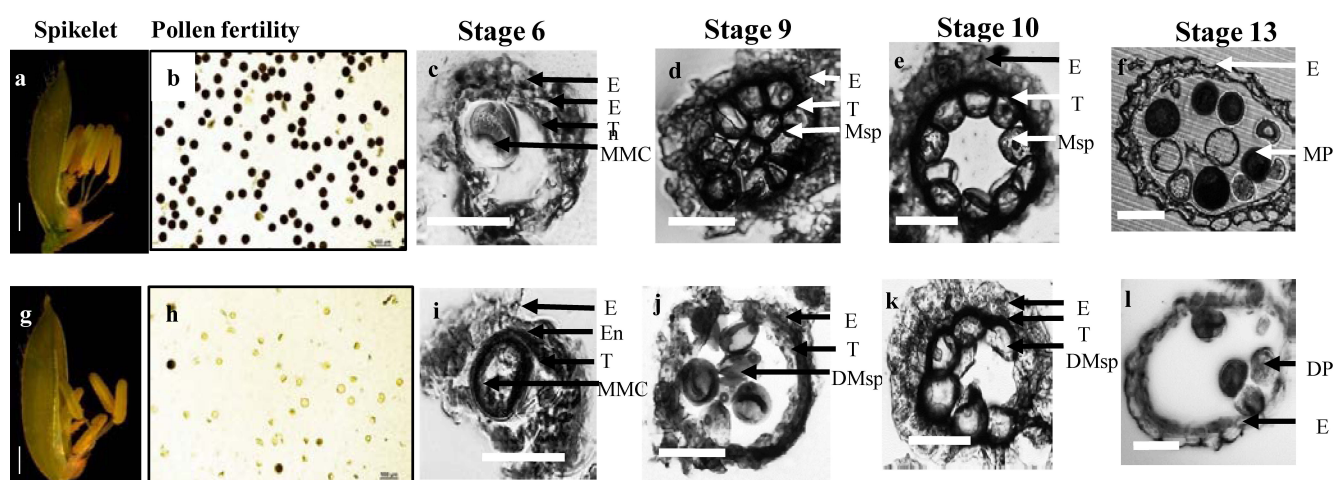 Spikelet Pollen fertility Stage 6 Stage 9 Stage 10 Stage 13
a
b
c
E
E
n
T
MMC
d
E
T
Msp
e
E
T
Msp
f
E
MP
g
h
i
E
En
T
MMC
j
E
T
DMsp
k
E
T
DMsp
l
DP
E